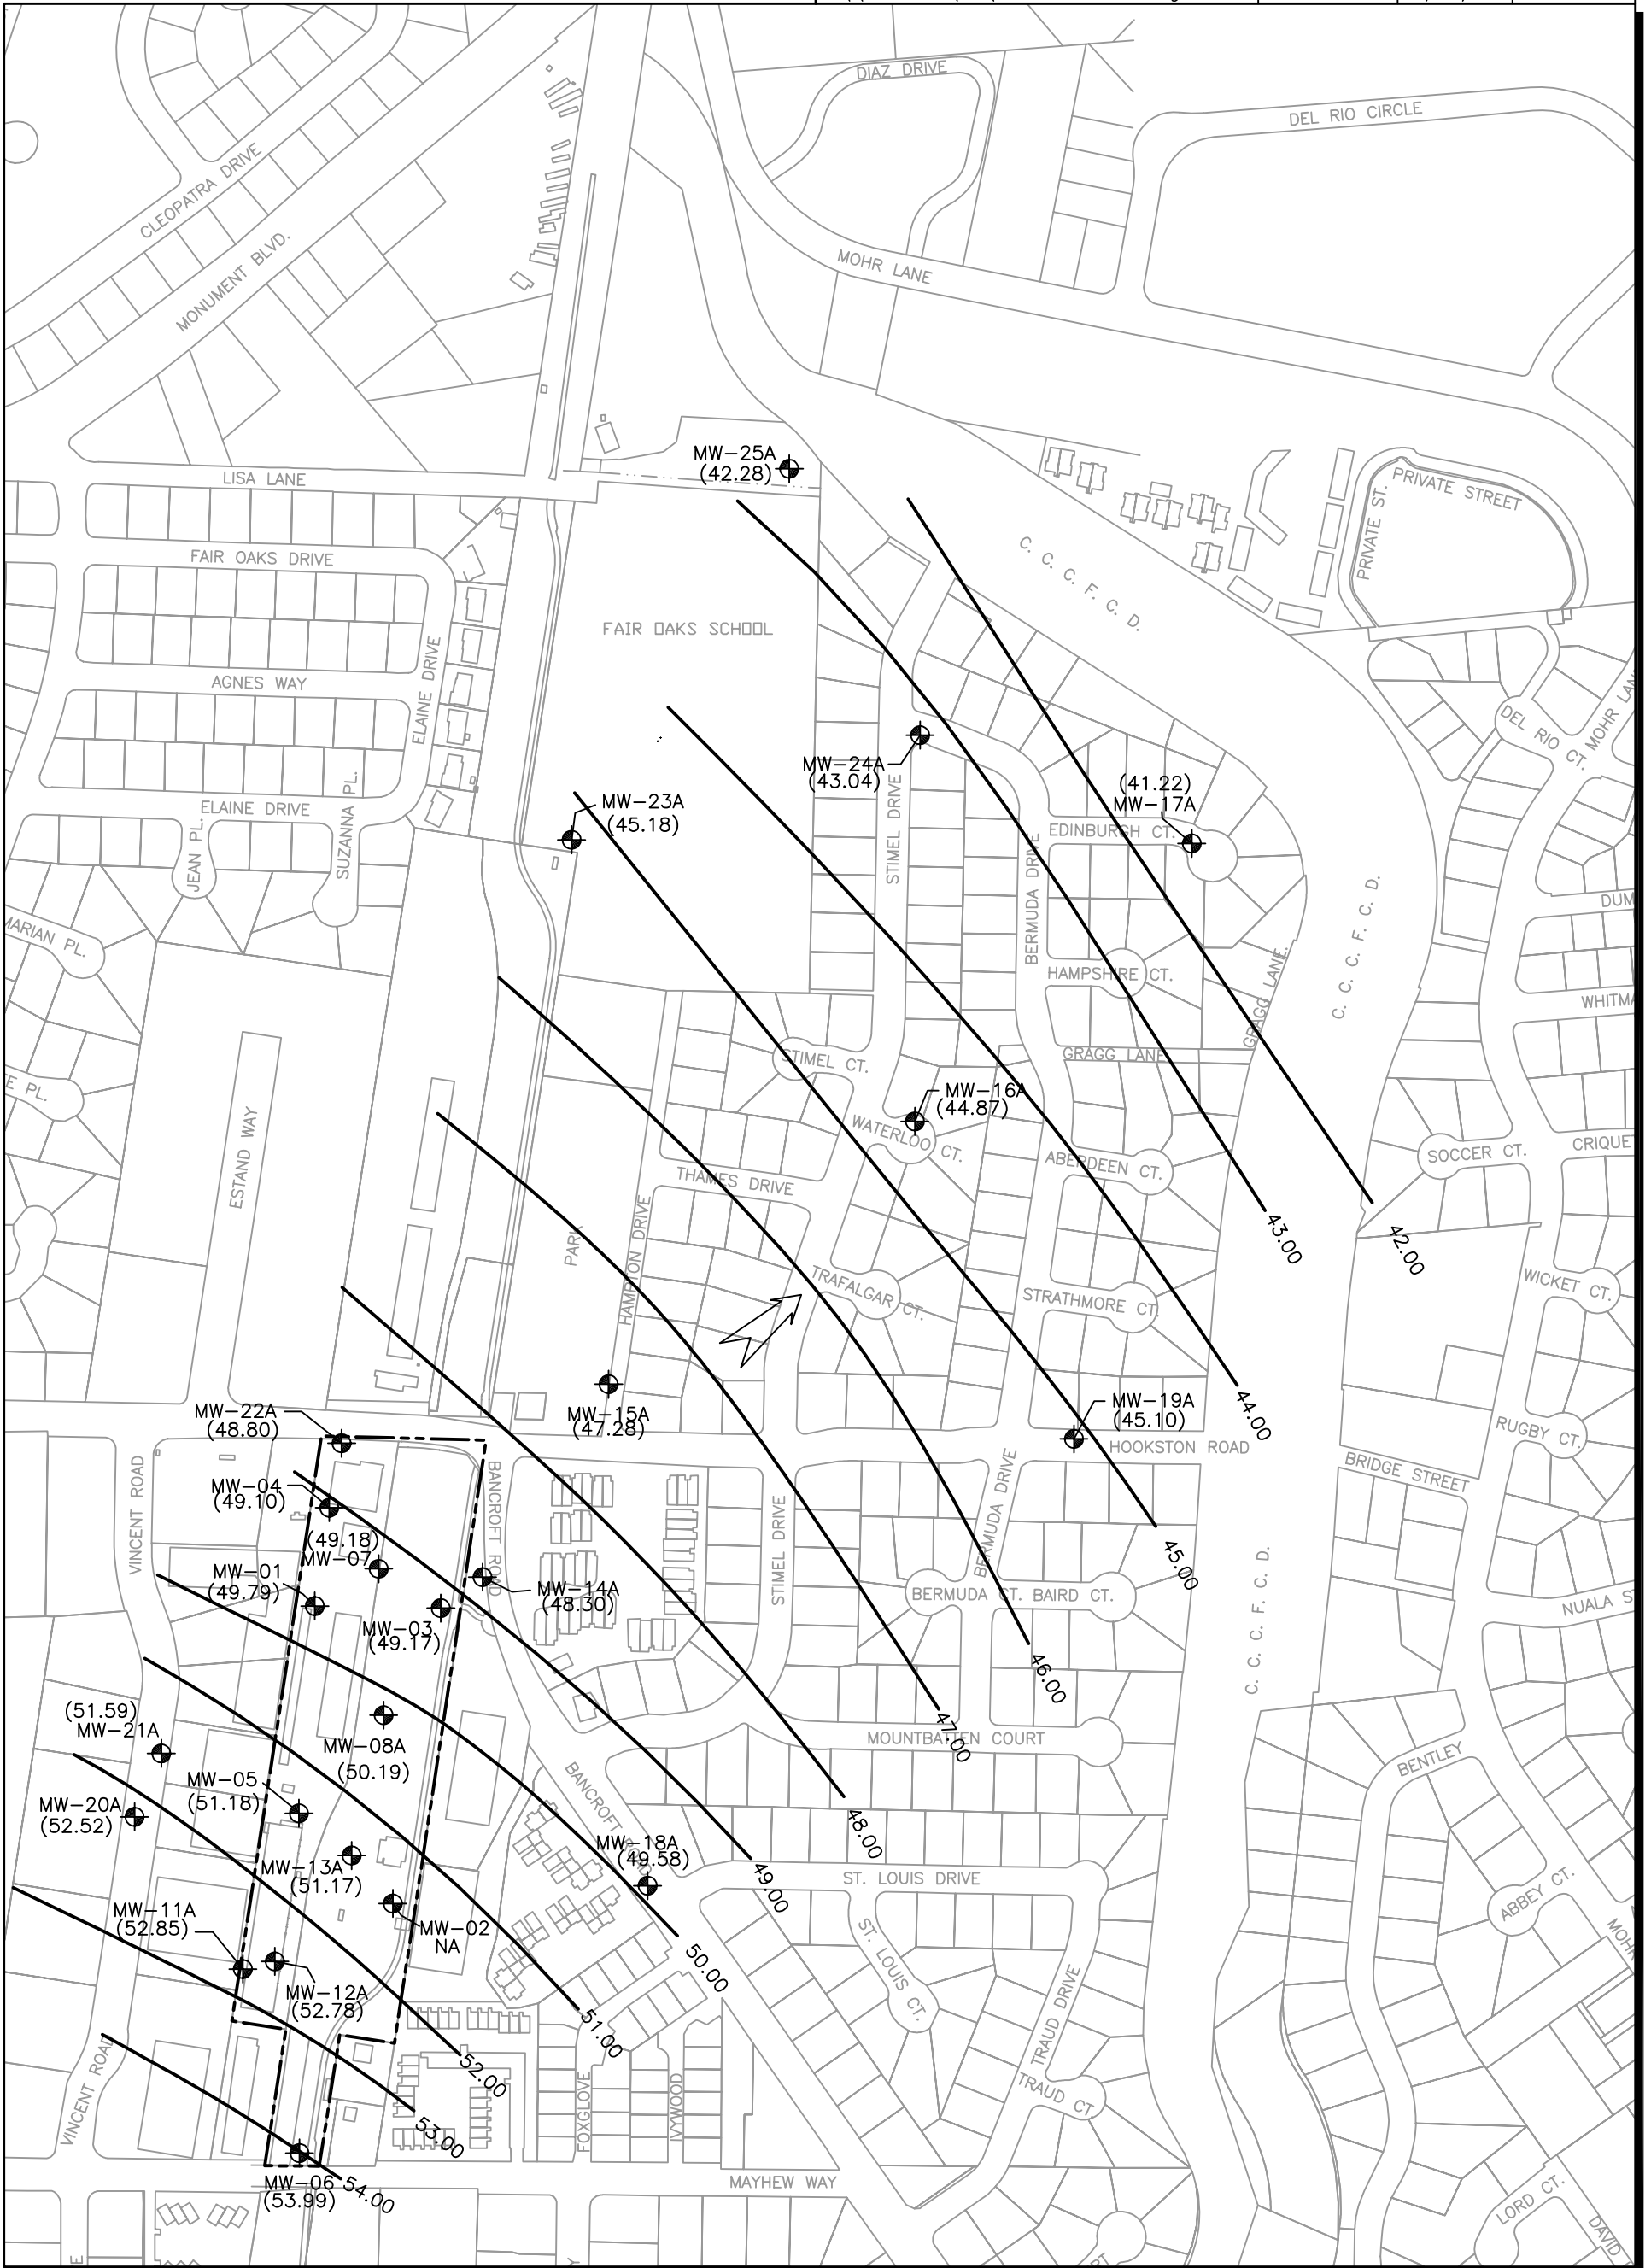 DIAZ DRIVE
DEL RIO CIRCLE
CLEOPATRA DRIVE
MONUMENT BLVD.
MOHR LANE
MW-25A
(42.28)
LISA LANE
PRIVATE STREET
PRIVATE ST.
FAIR OAKS DRIVE
C. C. C. F. C. D.
FAIR OAKS SCHOOL
ELAINE DRIVE
AGNES WAY
DEL RIO CT.
MOHR LAN
MW-24A
(43.04)
(41.22)
MW-17A
MW-23A
(45.18)
ELAINE DRIVE
SUZANNA PL.
JEAN PL.
STIMEL DRIVE
EDINBURGH CT.
BERMUDA DRIVE
DUM
MARIAN PL.
C. C. C. F. C. D.
HAMPSHIRE CT.
GRAGG LANE
WHITMA
GRAGG LANE
STIMEL CT.
E PL.
MW-16A
(44.87)
WATERLOO CT.
ESTAND WAY
ABERDEEN CT.
SOCCER CT.
CRIQUE
THAMES DRIVE
HAMPTON DRIVE
PARK
43.00
42.00
TRAFALGAR CT.
STRATHMORE CT.
WICKET CT.
MW-15A
(47.28)
MW-22A
(48.80)
MW-19A
(45.10)
44.00
HOOKSTON ROAD
RUGBY CT.
BRIDGE STREET
VINCENT ROAD
BANCROFT ROAD
MW-04
(49.10)
(49.18)
MW-07
MW-01
(49.79)
MW-14A
(48.30)
MW-03
(49.17)
STIMEL DRIVE
BERMUDA DRIVE
45.00
BERMUDA CT.
BAIRD CT.
NUALA S
C. C. C. F. C. D.
46.00
(51.59)
MW-21A
MW-08A
(50.19)
47.00
MOUNTBATTEN COURT
BENTLEY
MW-05
(51.18)
MW-20A
(52.52)
BANCROFT ROAD
48.00
MW-18A
(49.58)
MW-13A
(51.17)
49.00
ST. LOUIS DRIVE
ABBEY CT.
MW-11A
(52.85)
MW-02
NA
ST. LOUIS CT.
MOHR
50.00
MW-12A
(52.78)
51.00
TRAUD DRIVE
52.00
VINCENT ROAD
FOXGLOVE
IVYWOOD
TRAUD CT
53.00
MW-06
(53.99)
54.00
MAYHEW WAY
LORD CT.
DAVID
E
Y
RT